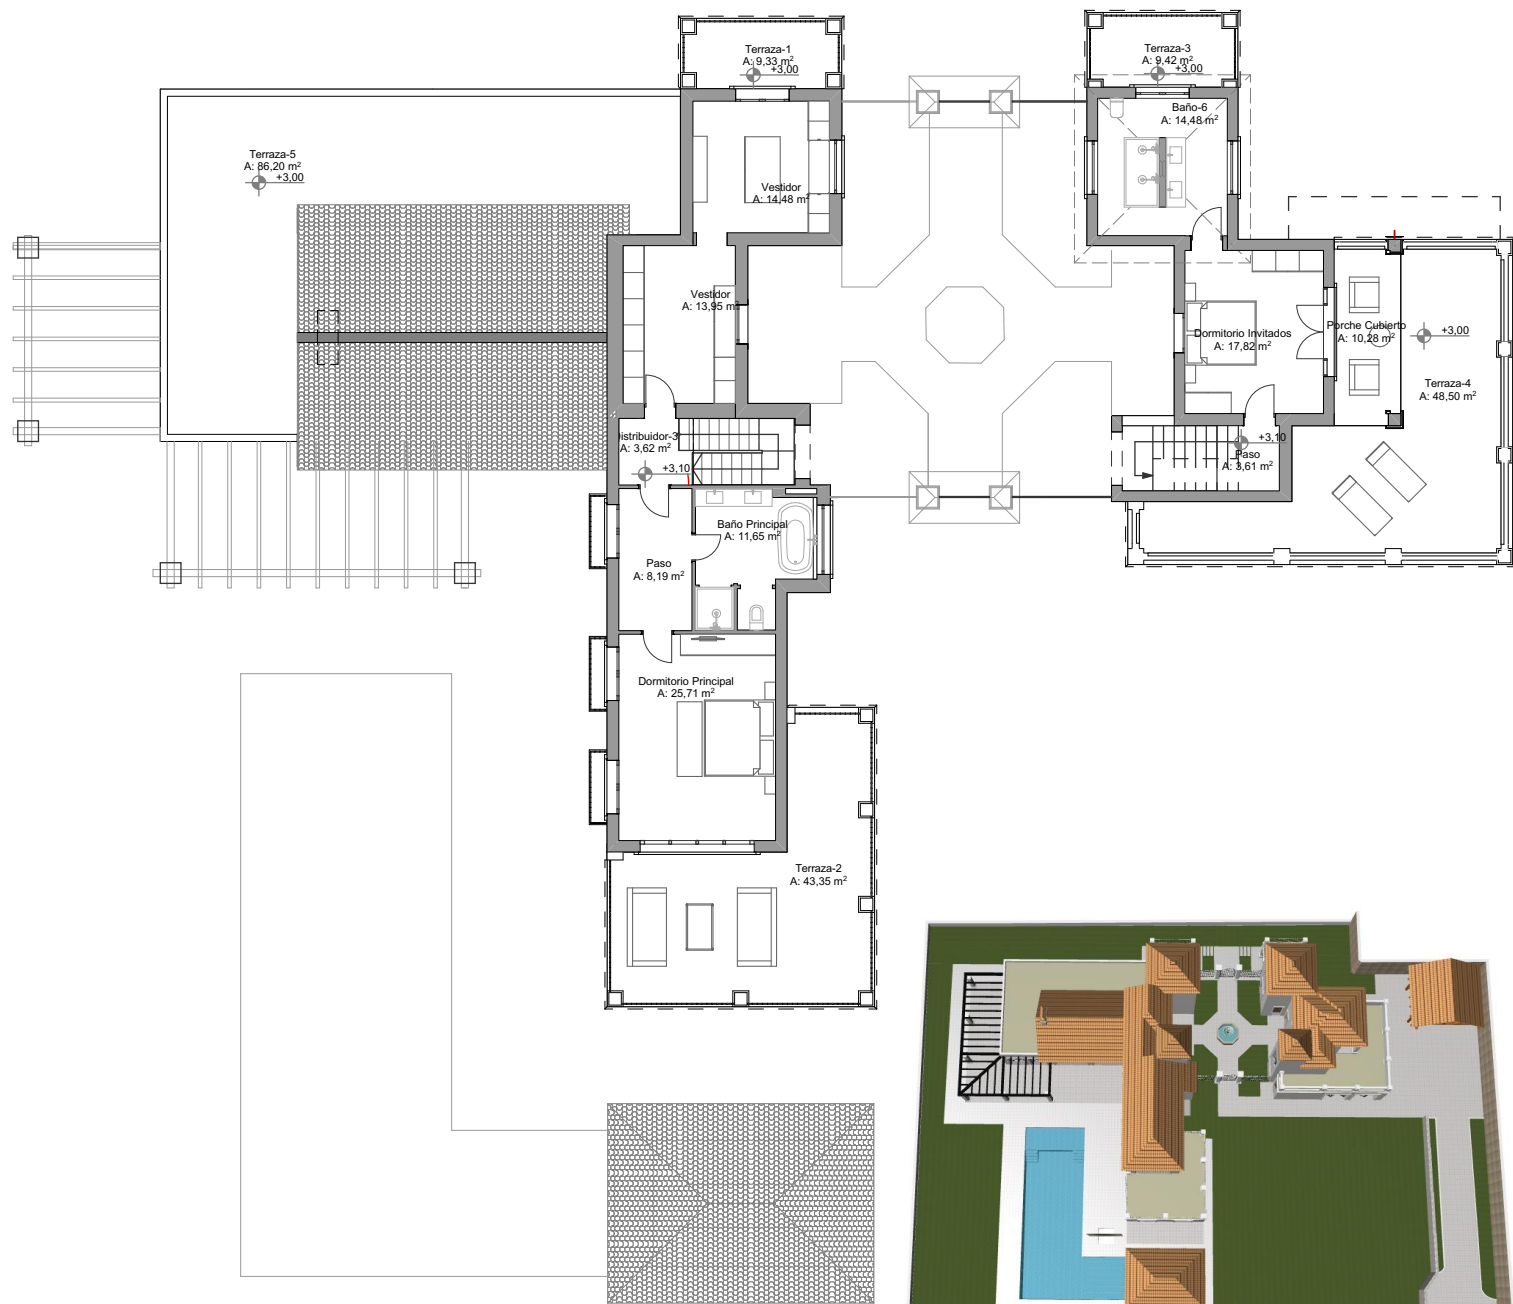 Terraza-1
A: 9,33 m²
+3,00
Terraza-3
A: 9,42 m²
+3,00
Baño-6
A: 14,48 m²
Terraza-5
A: 86,20 m²
+3,00
Vestidor
A: 14,48 m²
Vestidor
A: 13,95 m²
Dormitorio Invitados
A: 17,82 m²
Porche Cubierto
A: 10,28 m²
+3,00
Terraza-4
A: 48,50 m²
istribuidor-3
A: 3,62 m²
+3,10
+3,10
Paso
A: 3,61 m²
Baño Principal
A: 11,65 m²
Paso
A: 8,19 m²
Dormitorio Principal
A: 25,71 m²
Terraza-2
A: 43,35 m²